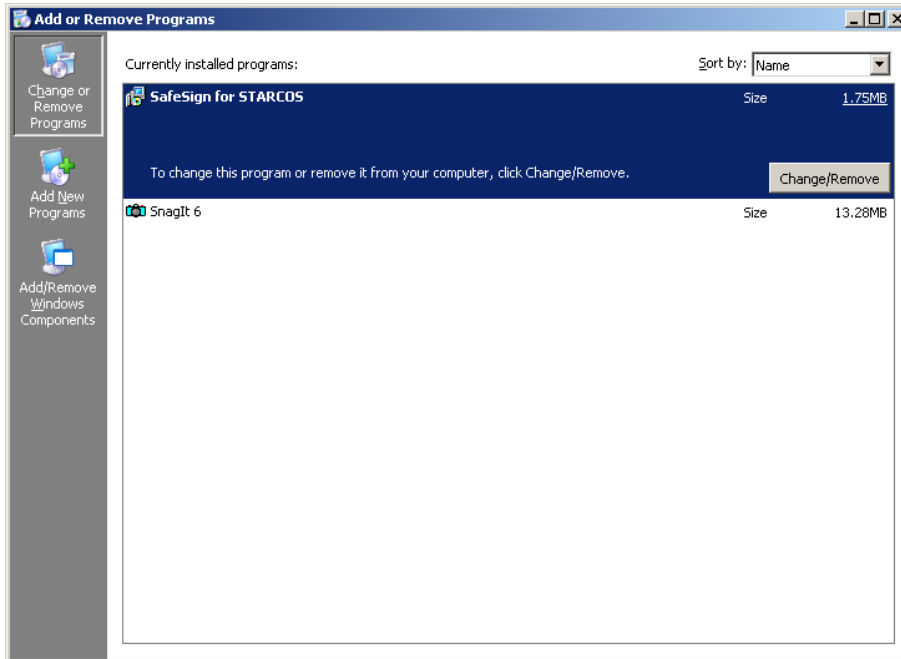 Add or Remove Programs
Change or
Remove
Programs
Add New
Programs
Add/Remove
Windows
Components
Currently installed programs:
Sort by: Name
SafeSign for STARCOS Size 1.75MB
To change this program or remove it from your computer, click Change/Remove.
Change/Remove
SnagIt 6 Size 13.28MB